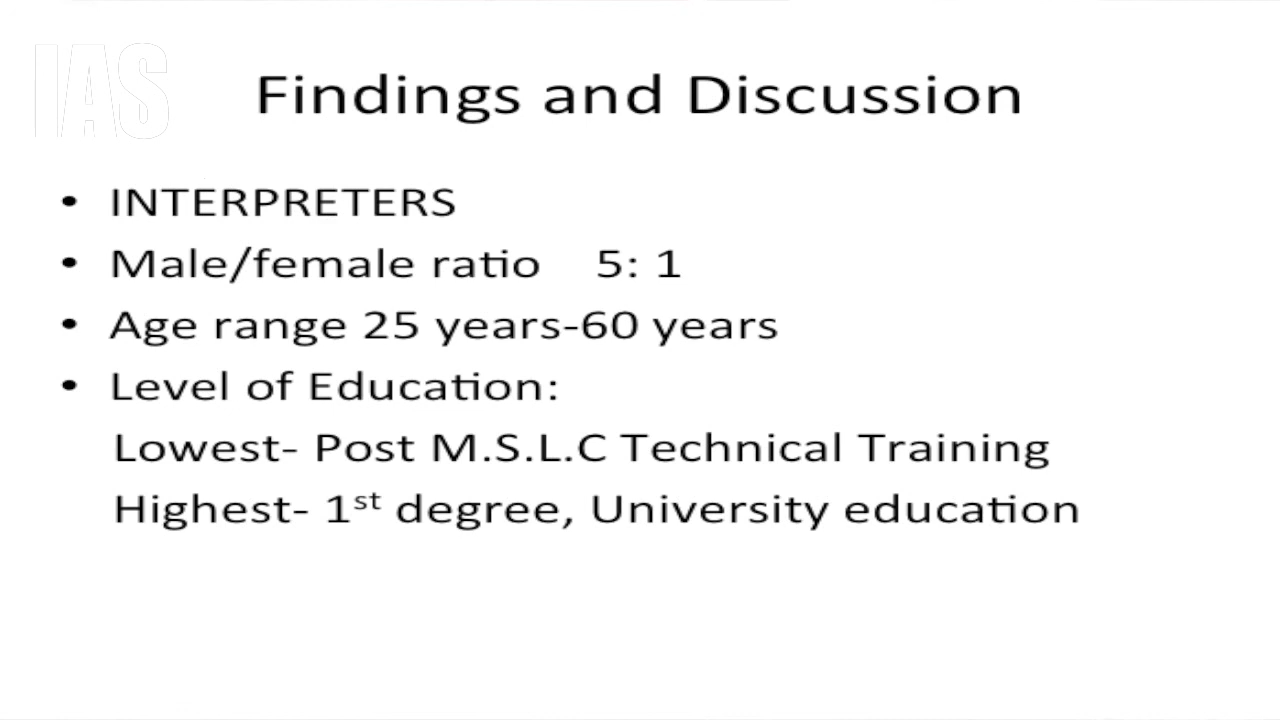 IAS
Findings and Discussion
• INTERPRETERS
• Male/female ratio 5: 1
• Age range 25 years-60 years
• Level of Education:
Lowest- Post M.S.L.C Technical Training
Highest- 1st degree, University education